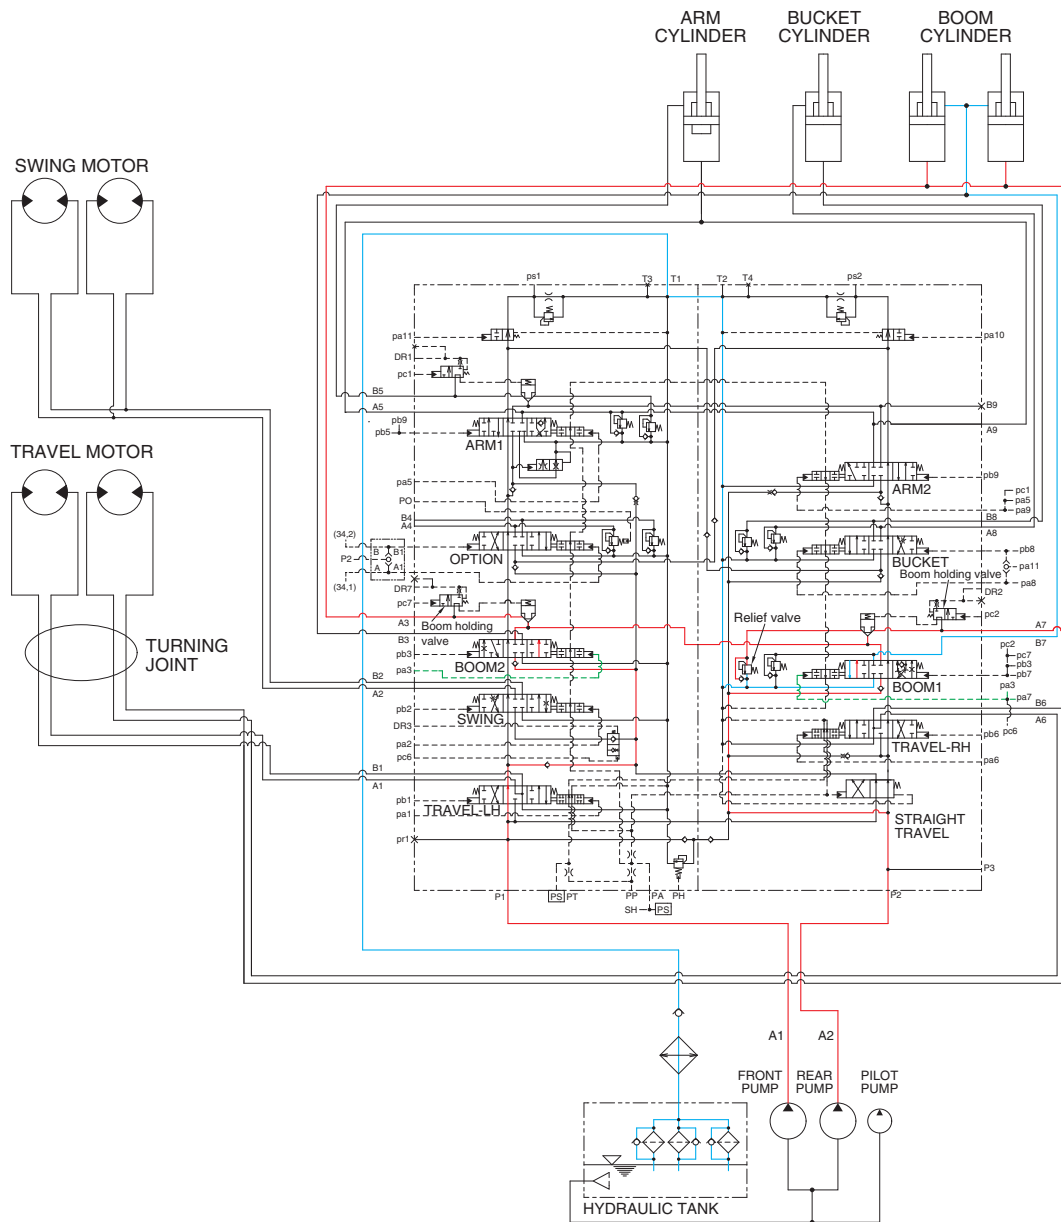 ARM
CYLINDER
BUCKET
CYLINDER
BOOM
CYLINDER
SWING MOTOR
TRAVEL MOTOR
TURNING
JOINT
ps1
T3
T1
T2
T4
ps2
pa11
DR1
pc1
B5
A5
pb9
pb5
ARM1
pa5
PO
B4
A4
(34,2)
P2
B
B1
A
A1
(34,1)
OPTION
DR7
pc7
A3
Boom holding
valve
B3
pb3
BOOM2
pa3
B2
A2
pb2
SWING
DR3
pa2
pc6
B1
A1
pb1
TRAVEL-LH
pa1
pr1
pa10
B9
A9
ARM2
pb9
pc1
pa5
pa9
B8
A8
BUCKET
pb8
pa11
pa8
Boom holding valve
DR2
pc2
Relief valve
A7
B7
pc2
pc7
pb3
pb7
BOOM1
pa3
pa7
B6
A6
pc6
TRAVEL-RH
pb6
pa6
STRAIGHT
TRAVEL
P3
P1
PS
PT
PP
PA
PH
P2
SH
PS
A1
A2
FRONT
PUMP
REAR
PUMP
PILOT
PUMP
HYDRAULIC TANK